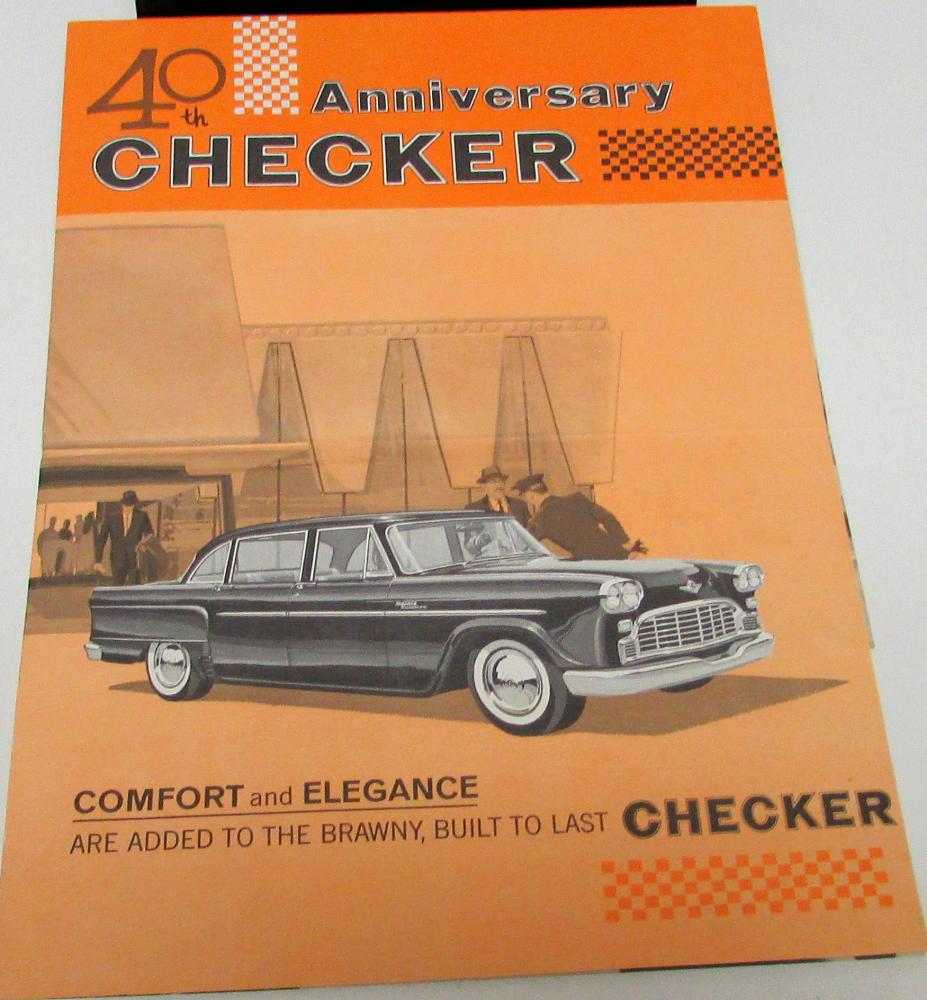 40th Anniversary
CHECKER
COMFORT and ELEGANCE
ARE ADDED TO THE BRAWNY, BUILT TO LAST CHECKER